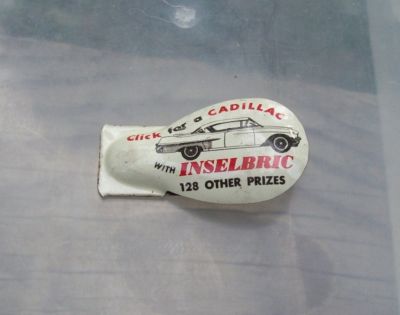 Click for a CADILLAC
WITH INSELBRIC
128 OTHER PRIZES